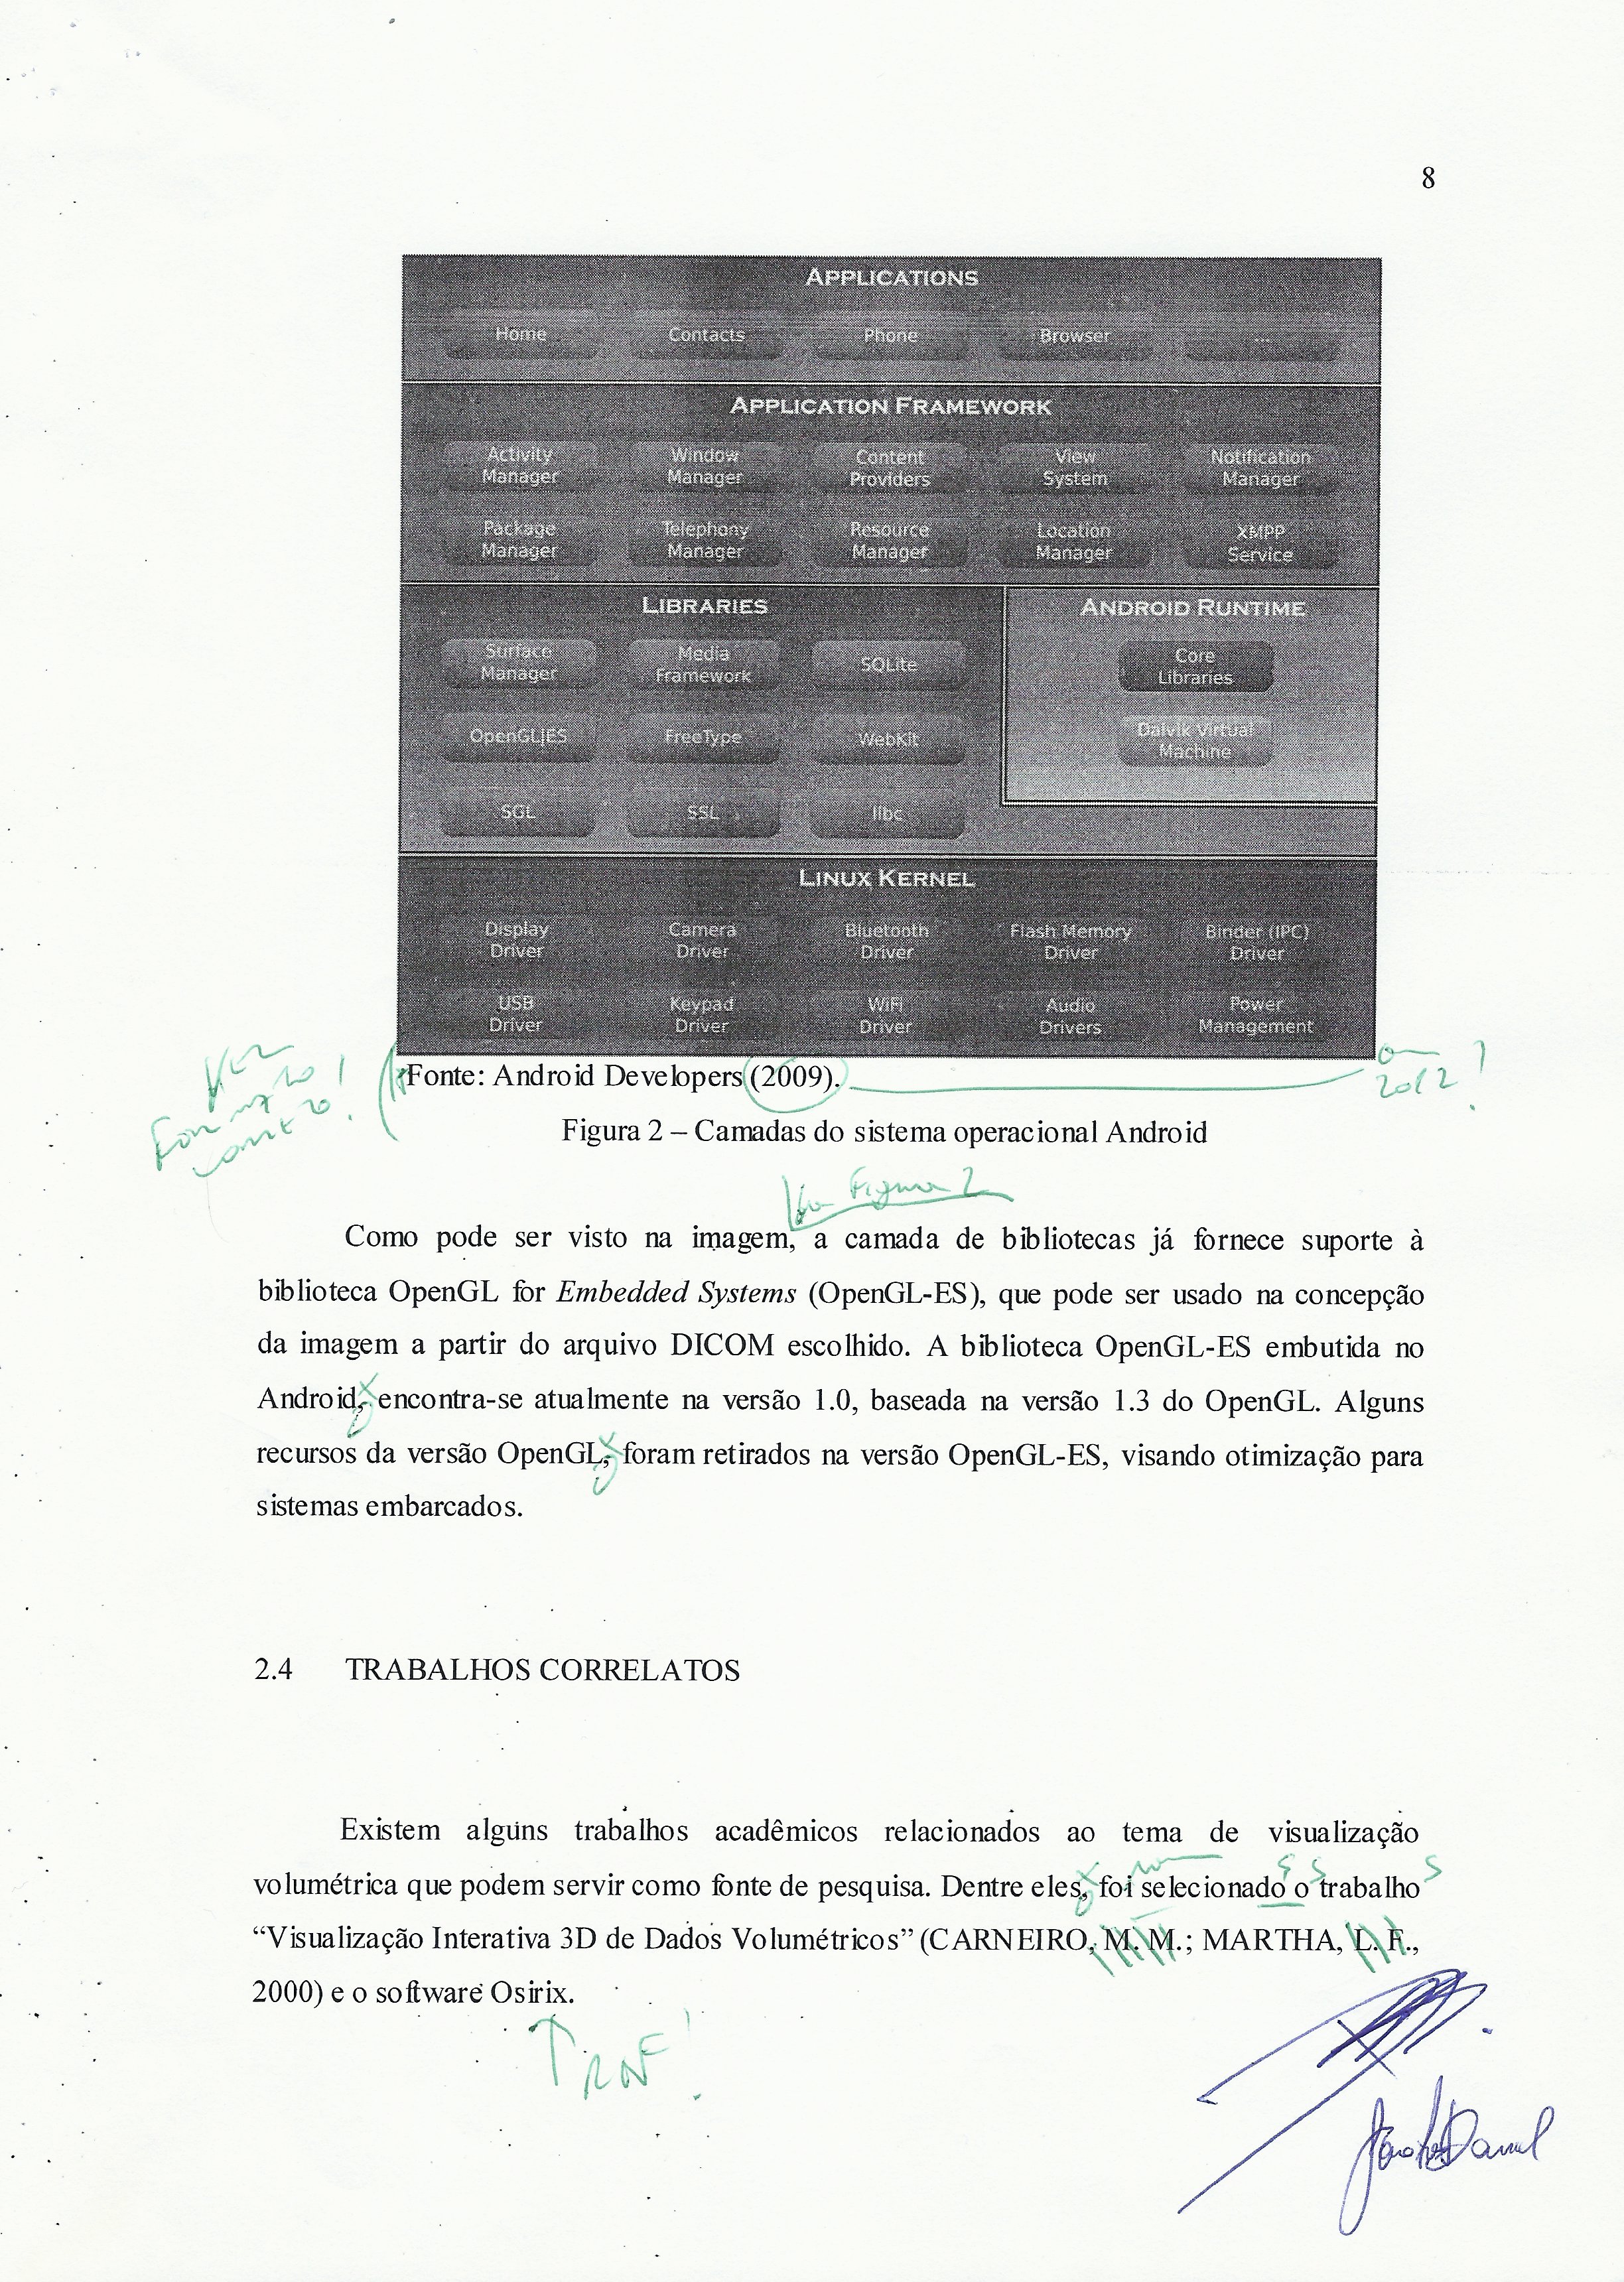 8
APPLICATIONS
Home Contacts Phone Browser ...
APPLICATION FRAMEWORK
Activity Manager Window Manager Content Providers View System Notification Manager
Package Manager Telephony Manager Resource Manager Location Manager XMPP Service
LIBRARIES
Surface Manager Media Framework SQLite
OpenGL|ES FreeType WebKit
SGL SSL libc
ANDROID RUNTIME
Core Libraries
Dalvik Virtual Machine
LINUX KERNEL
Display Driver Camera Driver Bluetooth Driver Flash Memory Driver Binder (IPC) Driver
USB Driver Keypad Driver WiFi Driver Audio Drivers Power Management
Fonte: Android Developers (2009).
2012?
Figura 2 – Camadas do sistema operacional Android
Figura 2
Como pode ser visto na imagem, a camada de bibliotecas já fornece suporte à
biblioteca OpenGL for Embedded Systems (OpenGL-ES), que pode ser usado na concepção
da imagem a partir do arquivo DICOM escolhido. A biblioteca OpenGL-ES embutida no
Android, encontra-se atualmente na versão 1.0, baseada na versão 1.3 do OpenGL. Alguns
recursos da versão OpenGL, foram retirados na versão OpenGL-ES, visando otimização para
sistemas embarcados.
2.4 TRABALHOS CORRELATOS
Existem alguns trabalhos acadêmicos relacionados ao tema de visualização
volumétrica que podem servir como fonte de pesquisa. Dentre eles, foi selecionado o trabalho
s s s
“Visualização Interativa 3D de Dados Volumétricos” (CARNEIRO, M. M.; MARTHA, L. F.,
2000) e o software Osirix.